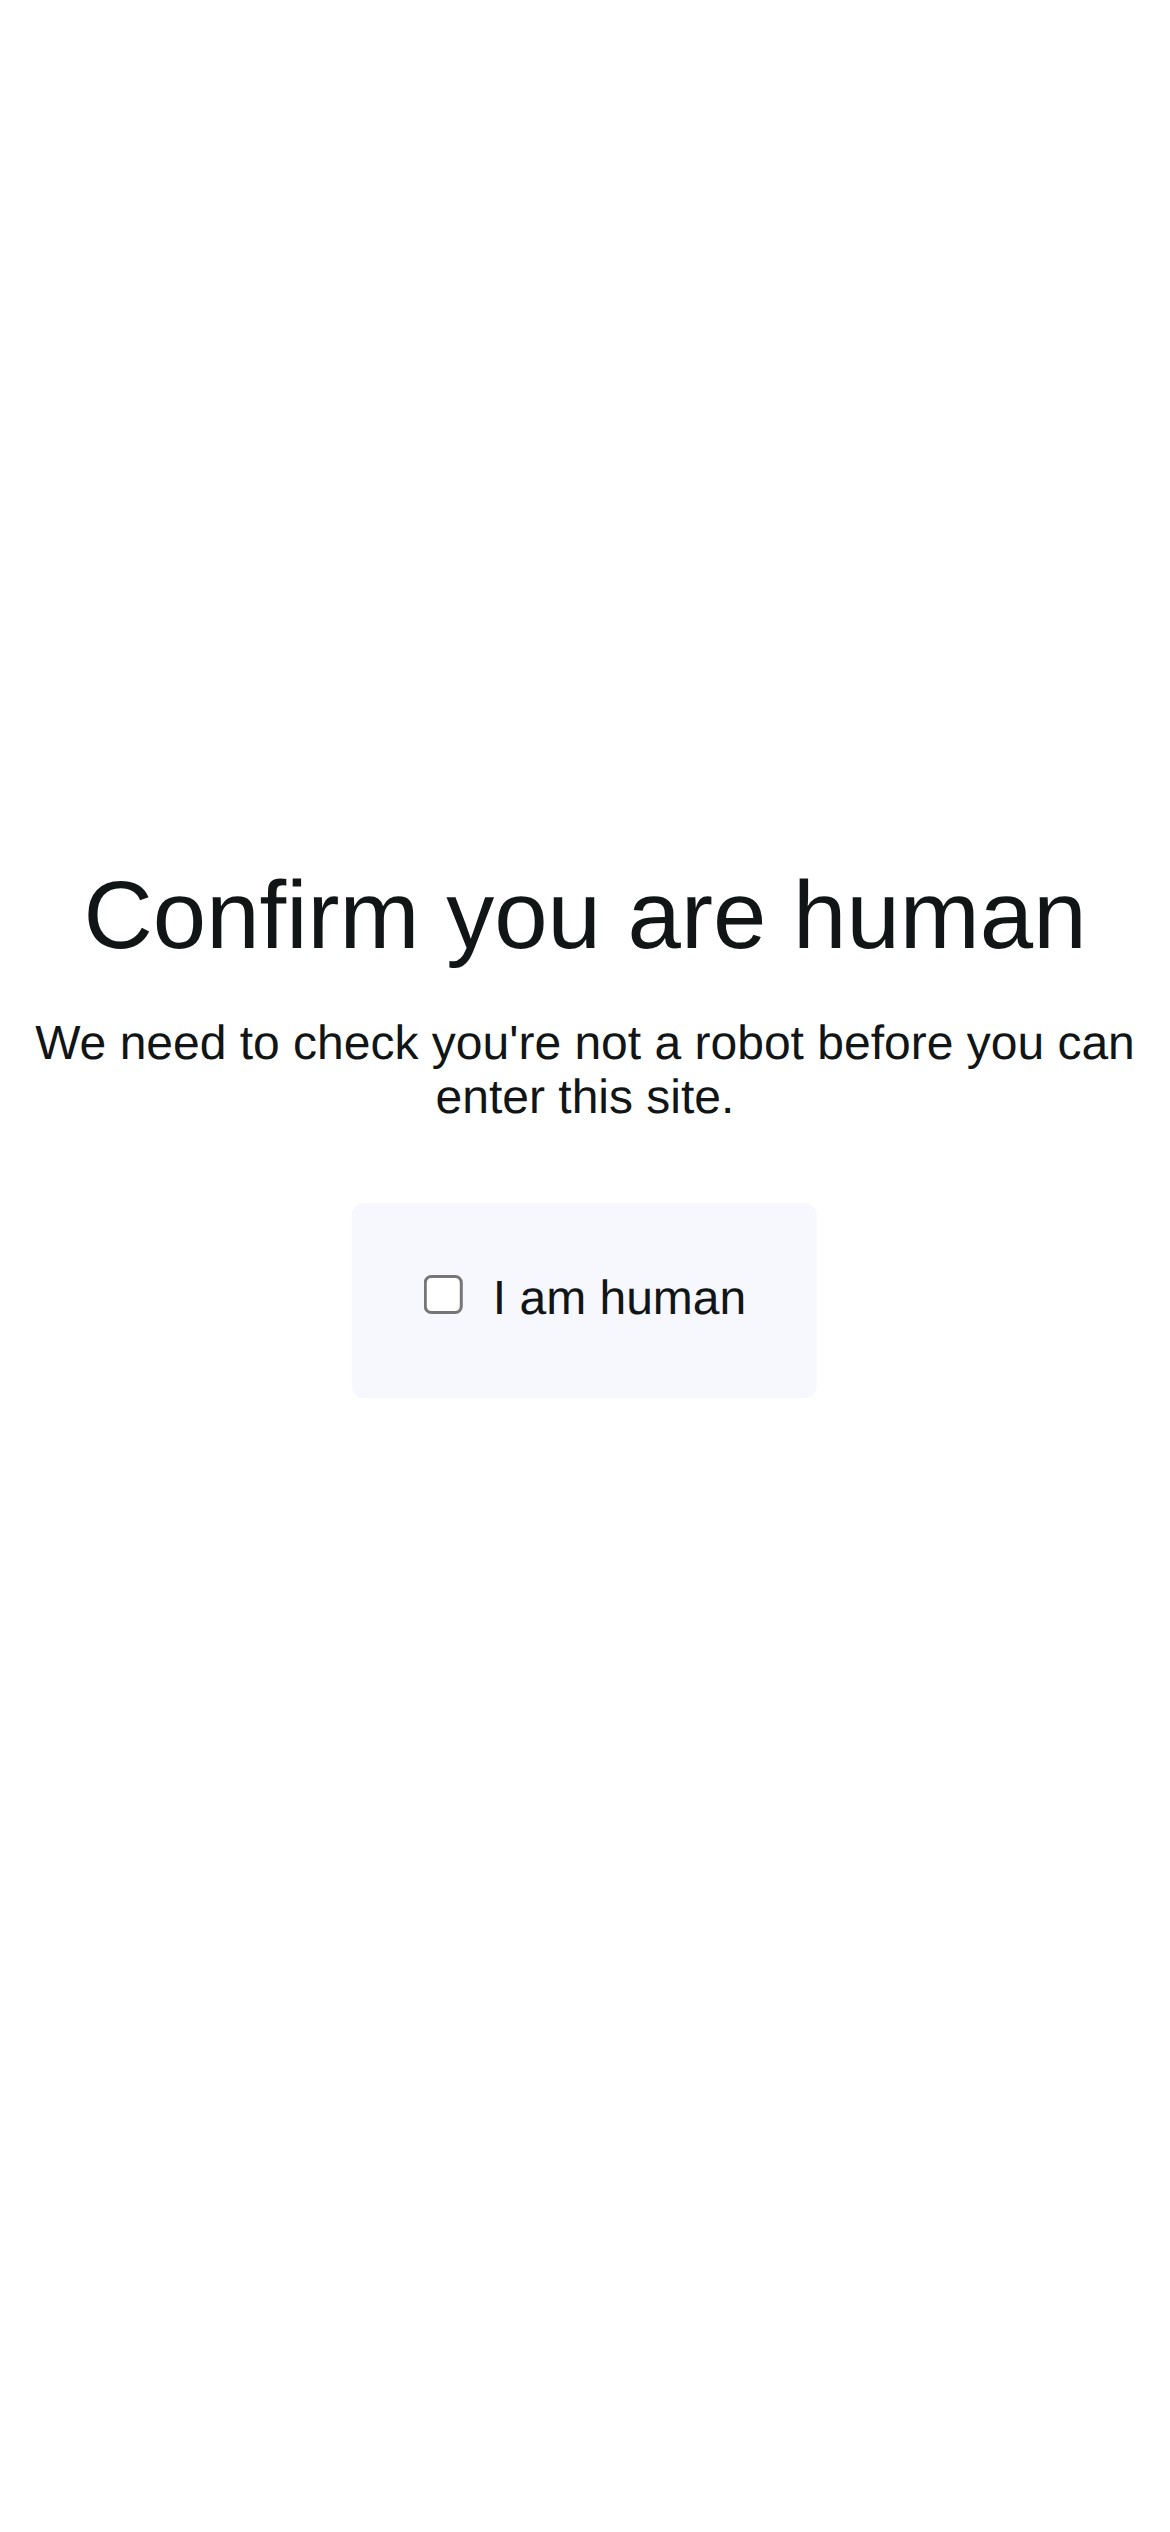 Confirm you are human
We need to check you're not a robot before you can
enter this site.
I am human